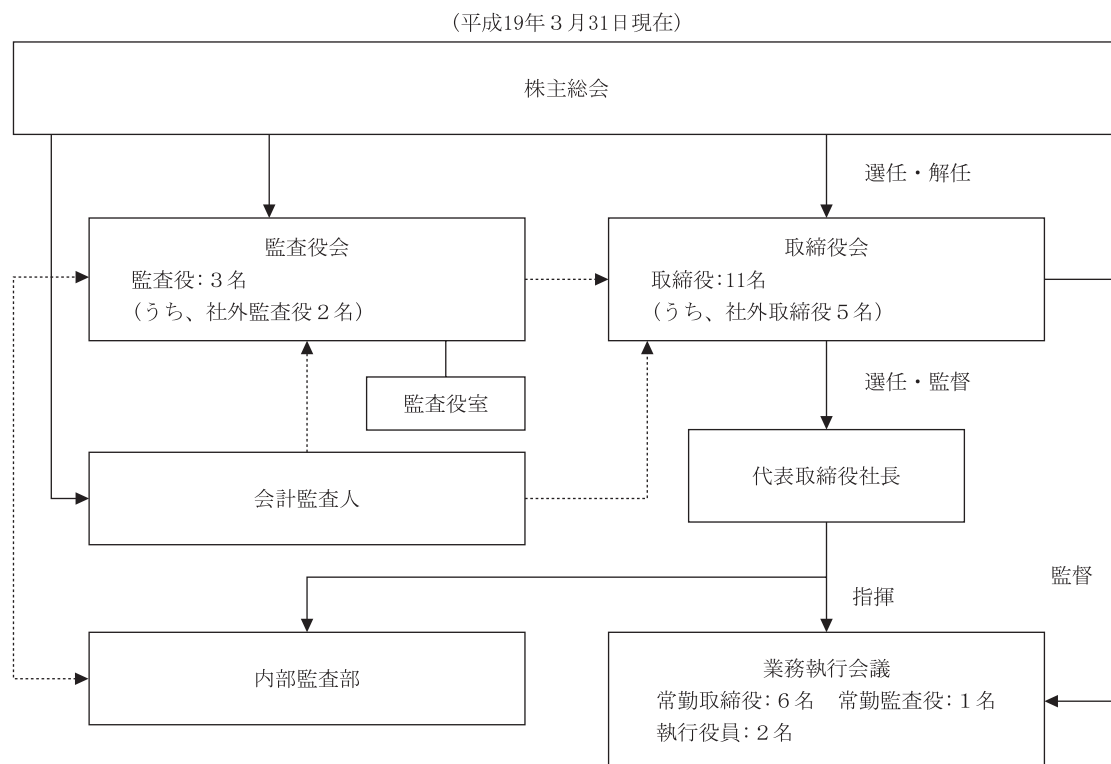 (平成19年３月31日現在)
株主総会
選任・解任
監査役会
監査役：３名
(うち、社外監査役２名)
取締役会
取締役：11名
(うち、社外取締役５名)
監査役室
選任・監督
代表取締役社長
会計監査人
監督
指揮
内部監査部
業務執行会議
常勤取締役：６名　常勤監査役：１名
執行役員：２名